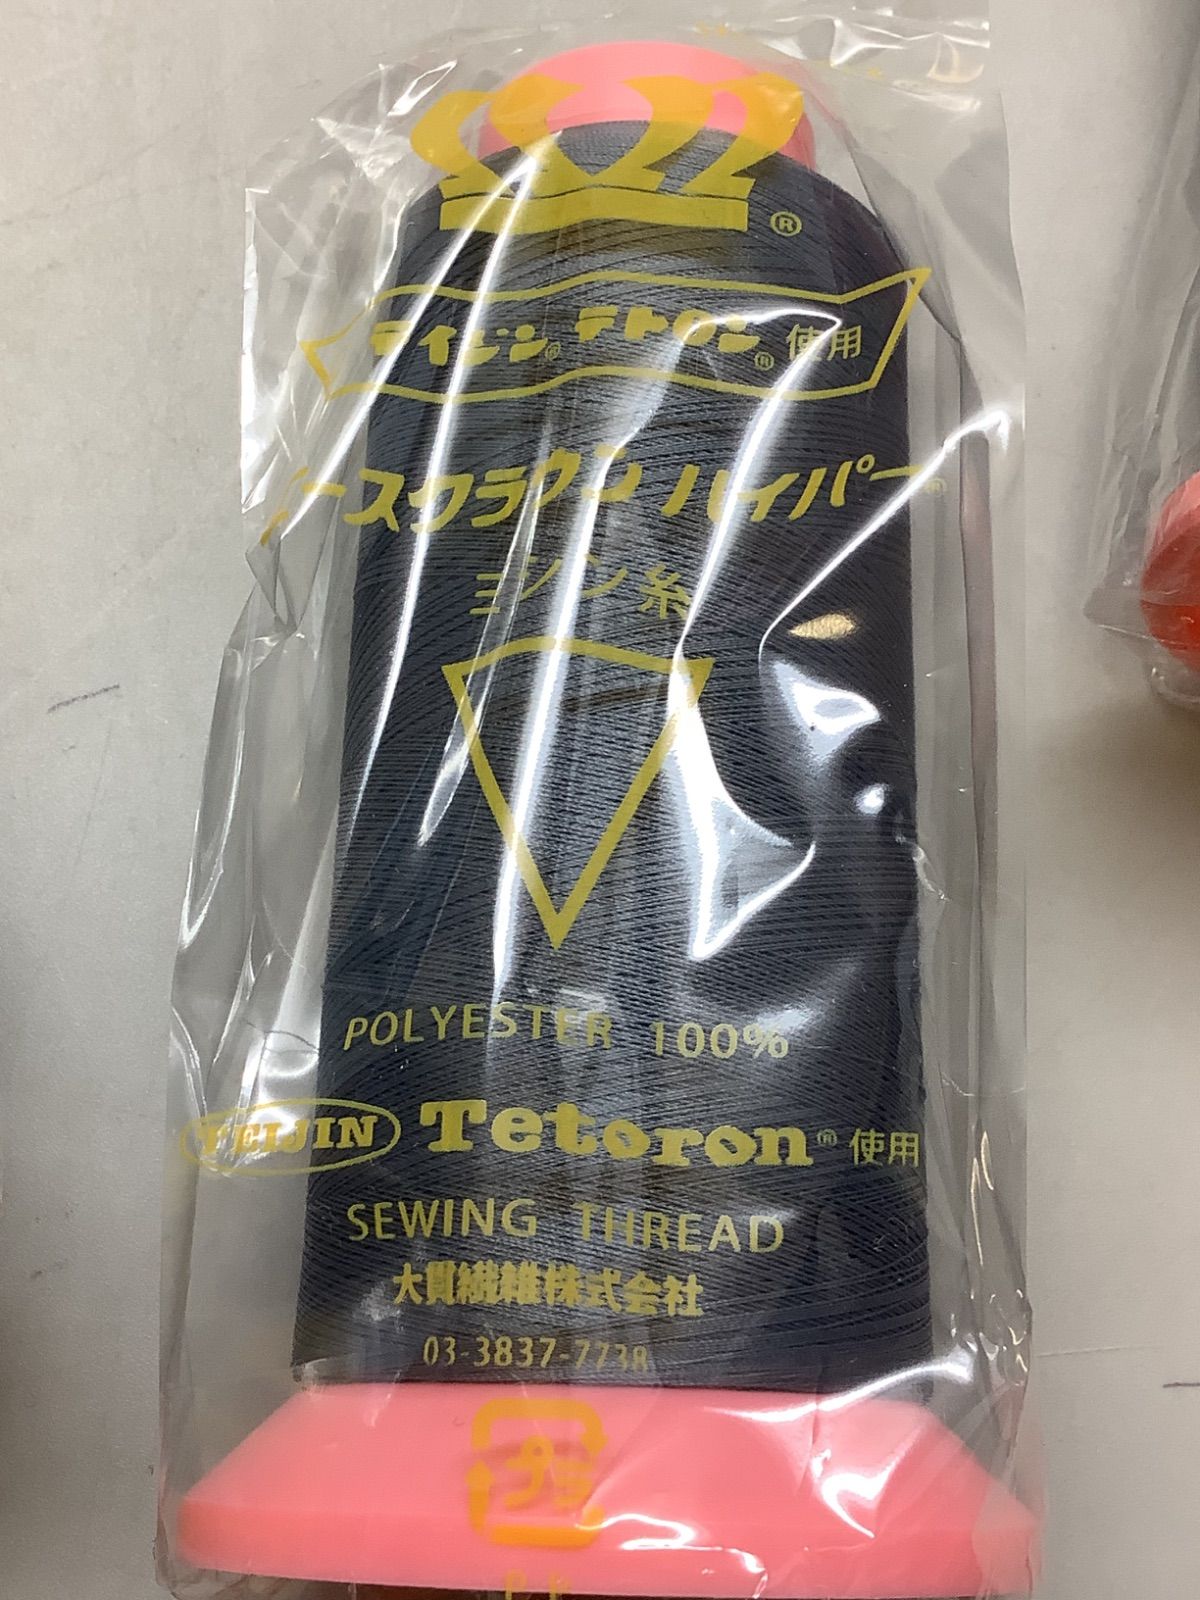 ®
テイジン® テトロン® 使用
ースクラウン ハイパー®
ミシン糸
POLYESTER 100%
TEIJIN Tetoron® 使用
SEWING THREAD
大貫繊維株式会社
03-3837-7738
プラ